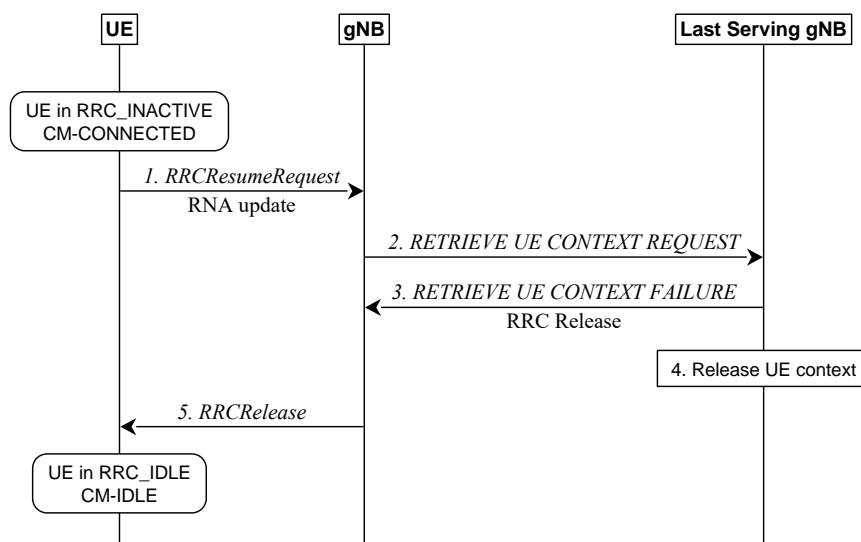 UE
gNB
Last Serving gNB
UE in RRC_INACTIVE
CM-CONNECTED
1. RRCResumeRequest
RNA update
2. RETRIEVE UE CONTEXT REQUEST
3. RETRIEVE UE CONTEXT FAILURE
RRC Release
4. Release UE context
5. RRCRelease
UE in RRC_IDLE
CM-IDLE